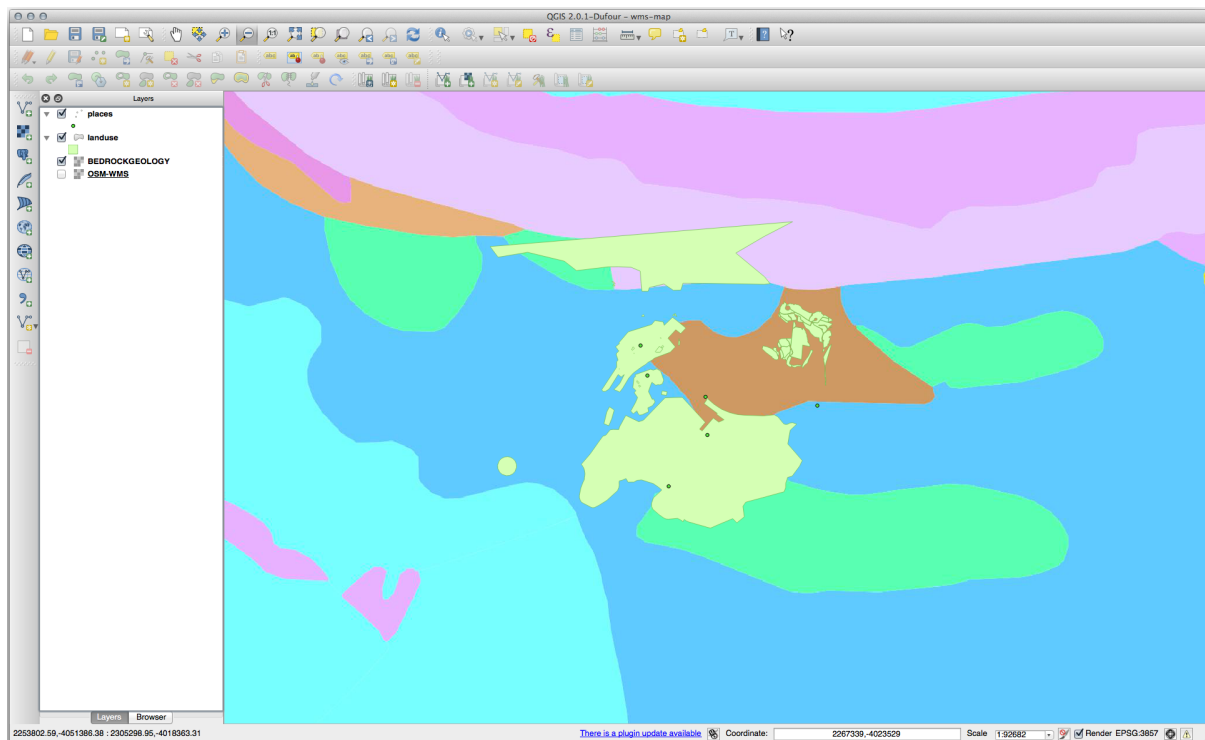 QGIS 2.0.1-Dufour - wms-map
Layers
places
landuse
BEDROCKGEOLOGY
OSM-WMS
Layers Browser
2253802.59,-4051386.38 : 2305298.95,-4018363.31 There is a plugin update available Coordinate: 2267339,-4023529 Scale 1:92682 Render EPSG:3857